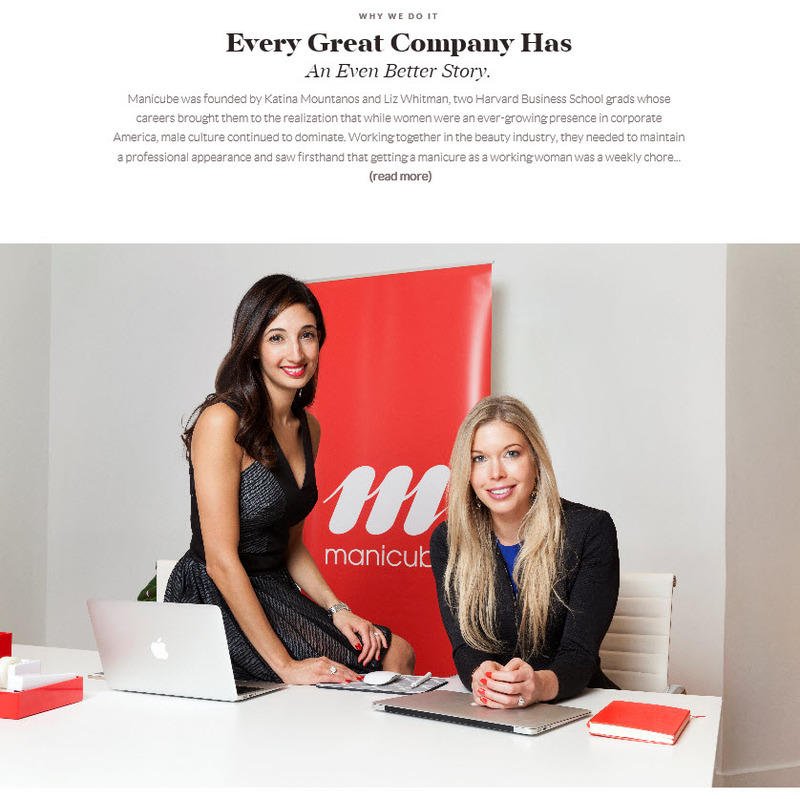 WHY WE DO IT
Every Great Company Has
An Even Better Story.
Manicube was founded by Katina Mountanos and Liz Whitman, two Harvard Business School grads whose
careers brought them to the realization that while women were an ever-growing presence in corporate
America, male culture continued to dominate. Working together in the beauty industry, they needed to maintain
a professional appearance and saw firsthand that getting a manicure as a working woman was a weekly chore...
(read more)
m
manicub